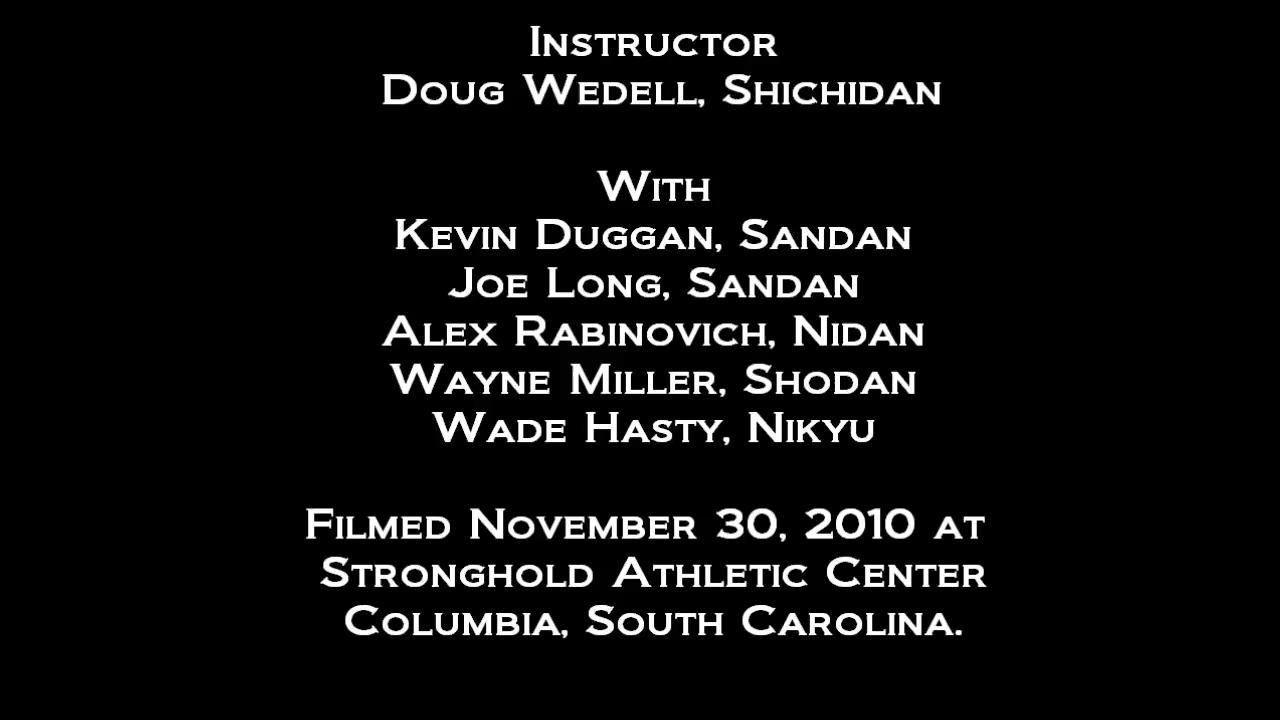 Instructor
Doug Wedell, Shichidan
With
Kevin Duggan, Sandan
Joe Long, Sandan
Alex Rabinovich, Nidan
Wayne Miller, Shodan
Wade Hasty, Nikyu
Filmed November 30, 2010 at
Stronghold Athletic Center
Columbia, South Carolina.